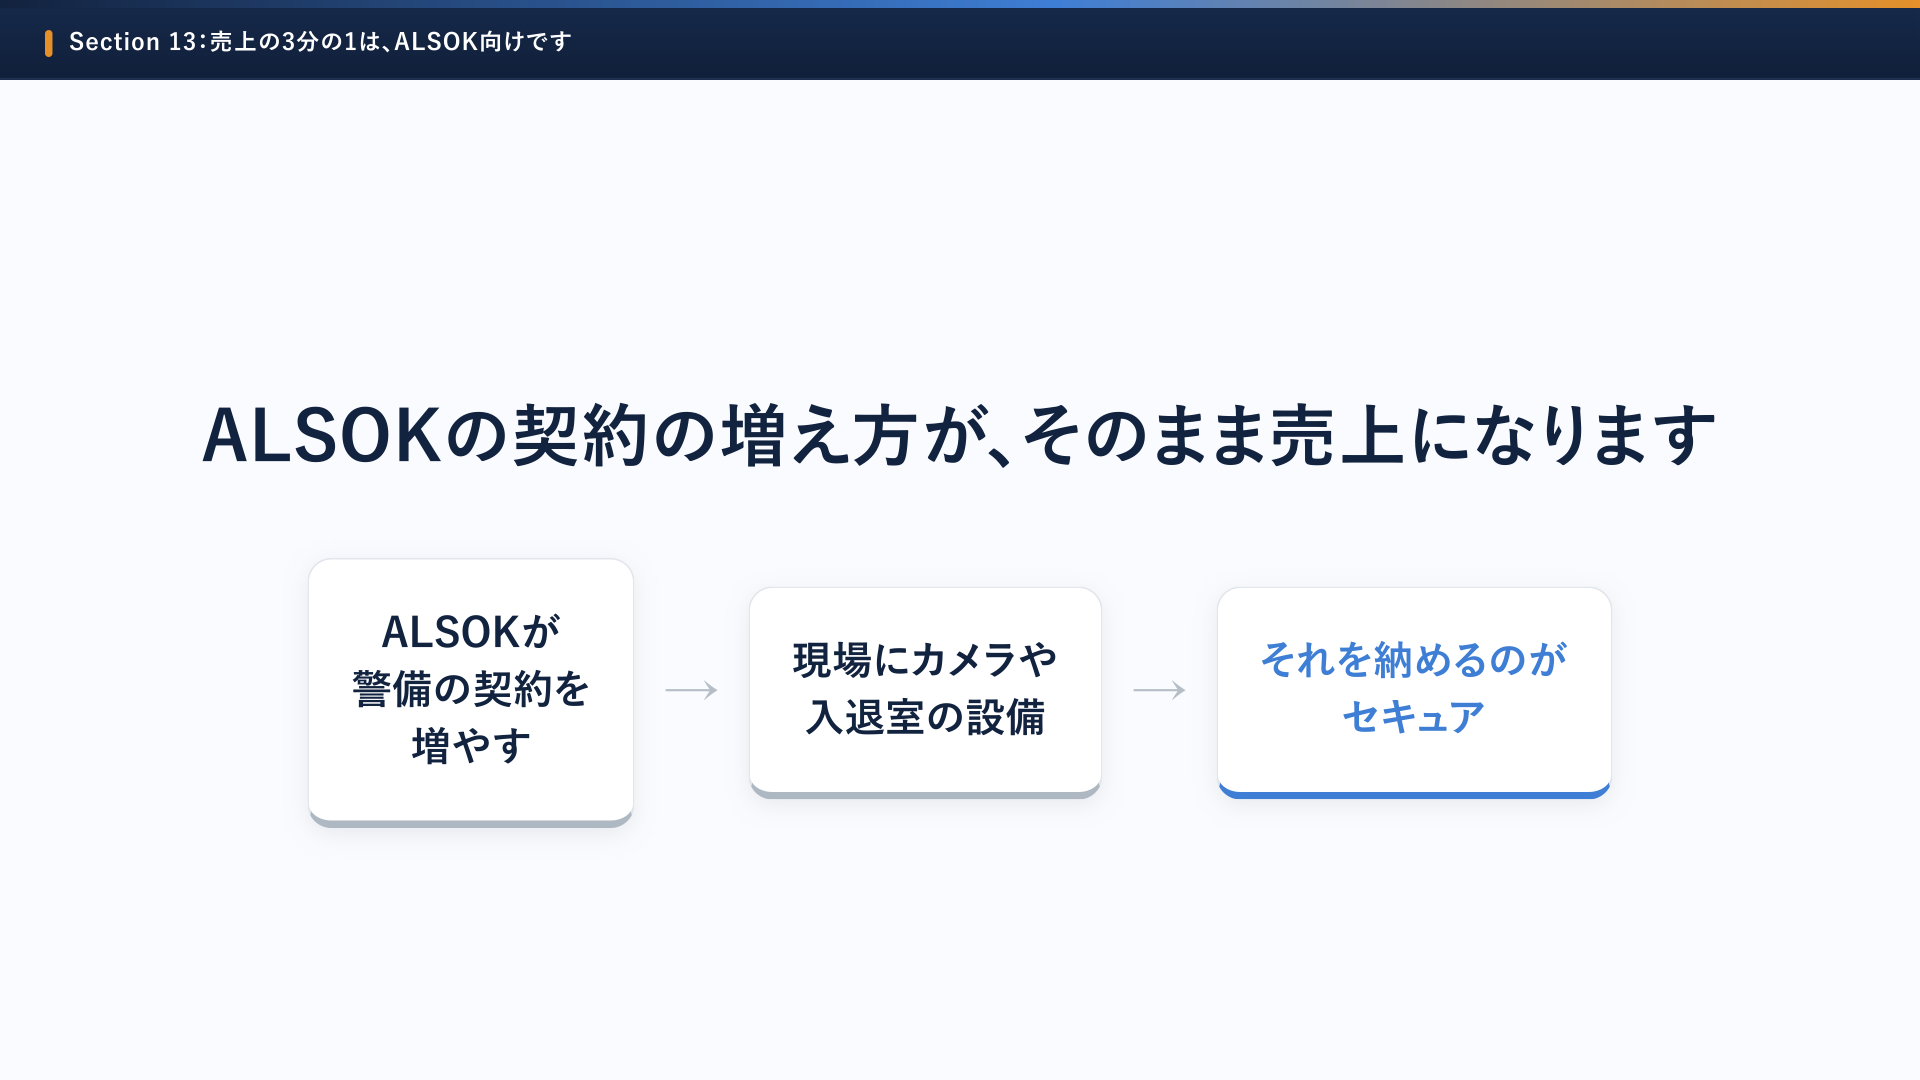 Section 13：売上の3分の1は、ALSOK向けです
ALSOKの契約の増え方が、そのまま売上になります
ALSOKが
警備の契約を
増やす
→
現場にカメラや
入退室の設備
→
それを納めるのが
セキュア